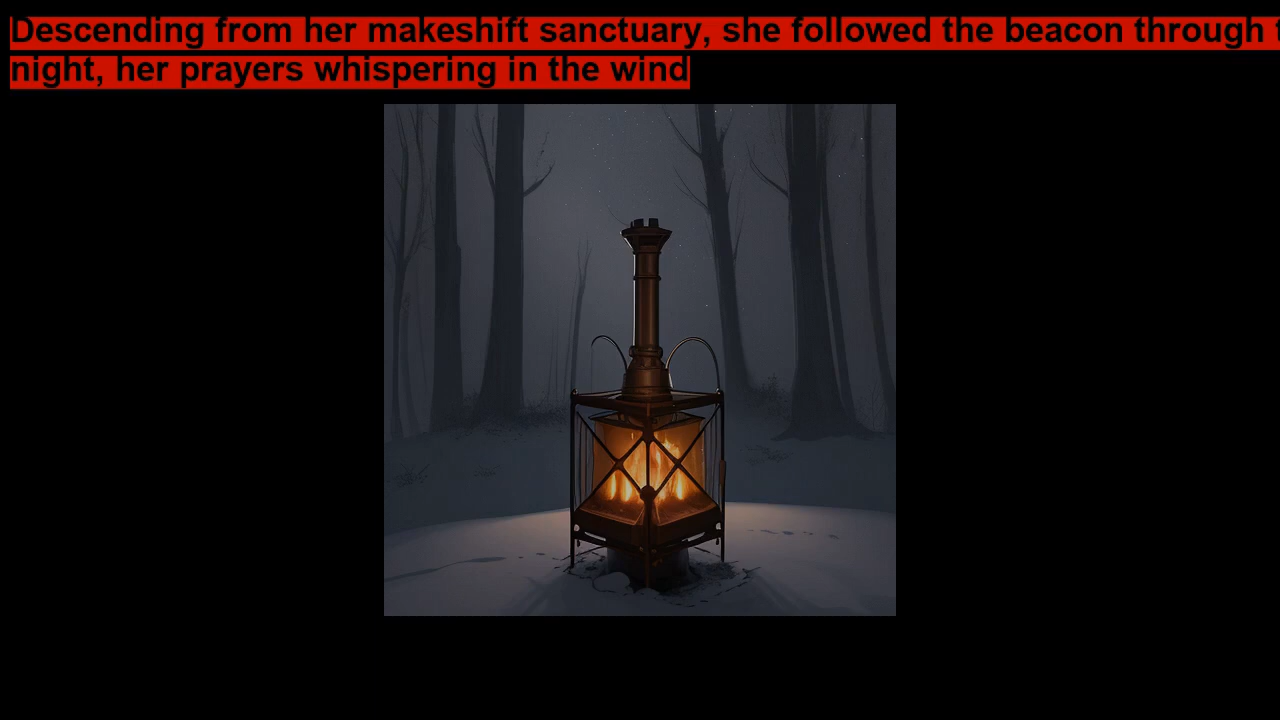 Descending from her makeshift sanctuary, she followed the beacon through
night, her prayers whispering in the wind